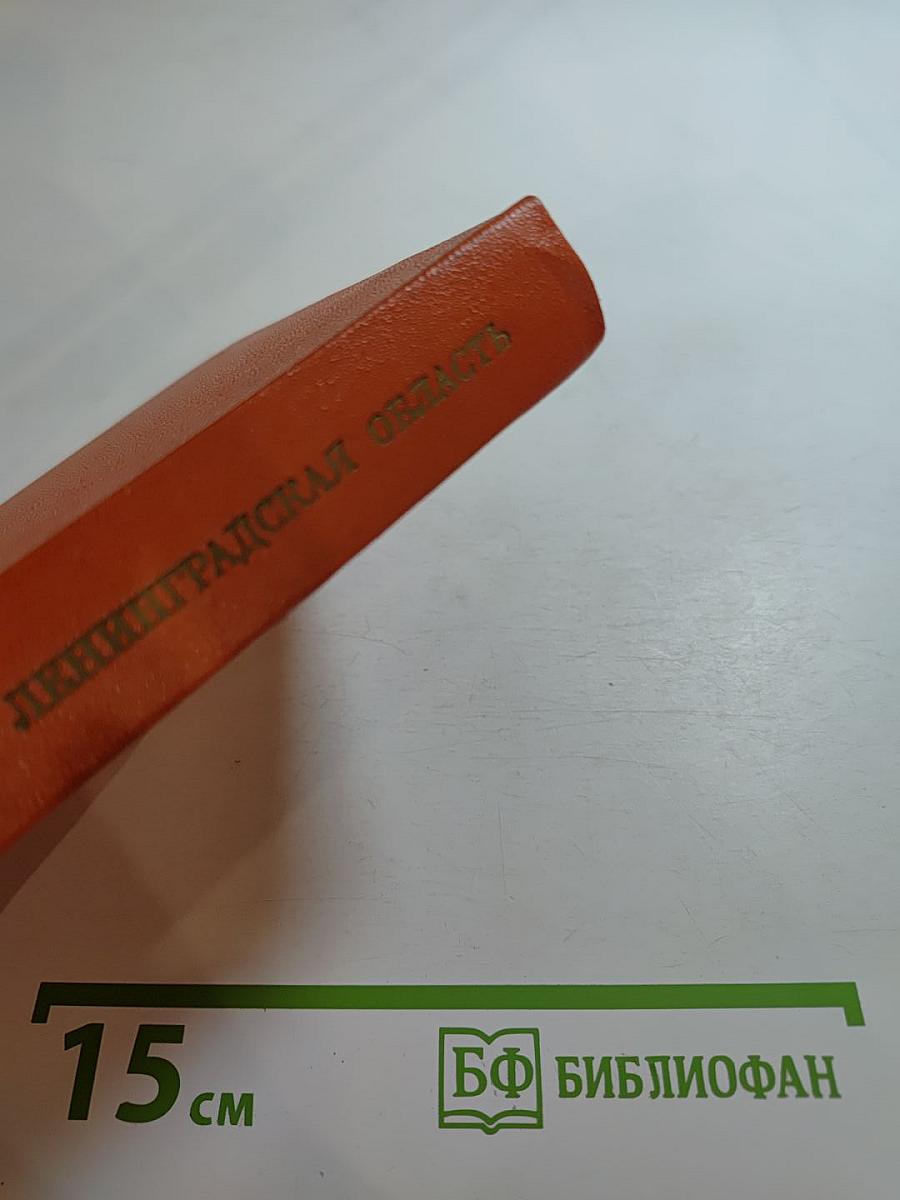 ЛЕНИНГРАДСКАЯ ОБЛАСТЬ
15 см
БФ БИБЛИОФАН